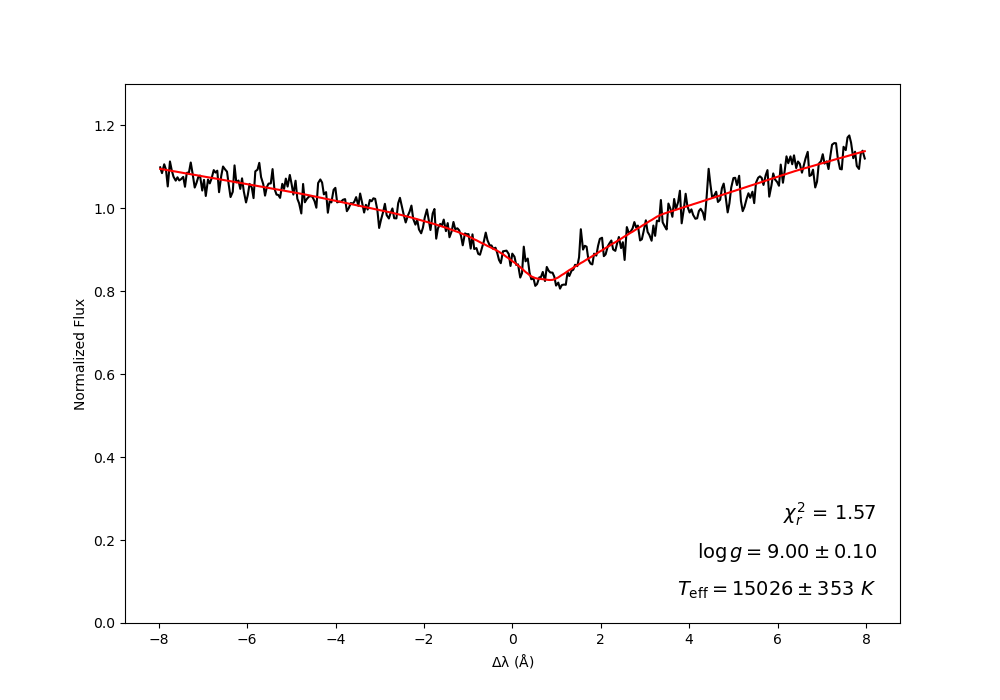 1.2
1.0
0.8
0.6
0.4
0.2
0.0
Normalized Flux
χ²ᵣ = 1.57
log g = 9.00 ± 0.10
T_eff = 15026 ± 353 K
−8 −6 −4 −2 0 2 4 6 8
Δλ (Å)